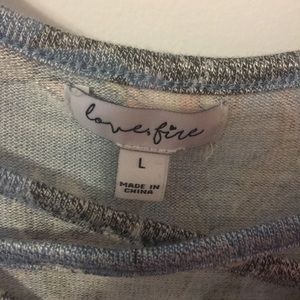 love, fire
L
MADE IN
CHINA